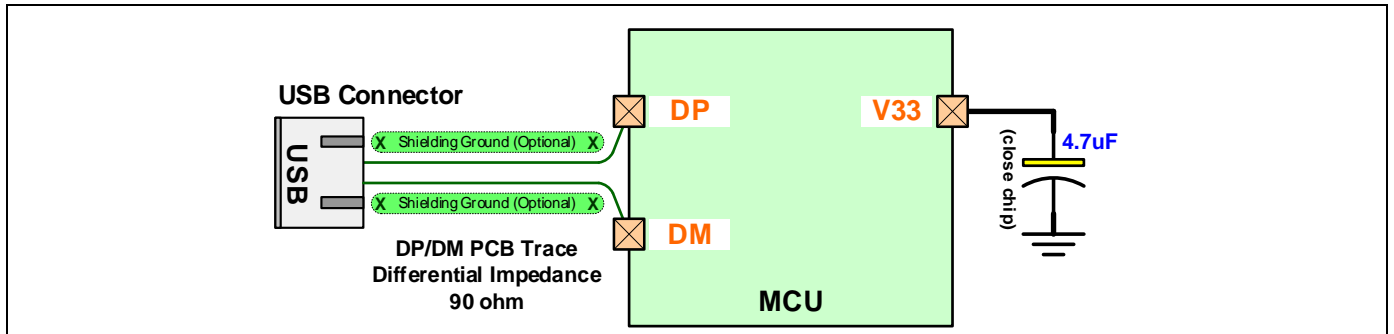 USB Connector
USB
X Shielding Ground (Optional) X
X Shielding Ground (Optional) X
DP/DM PCB Trace
Differential Impedance
90 ohm
DP
DM
MCU
V33
(close chip)
4.7uF